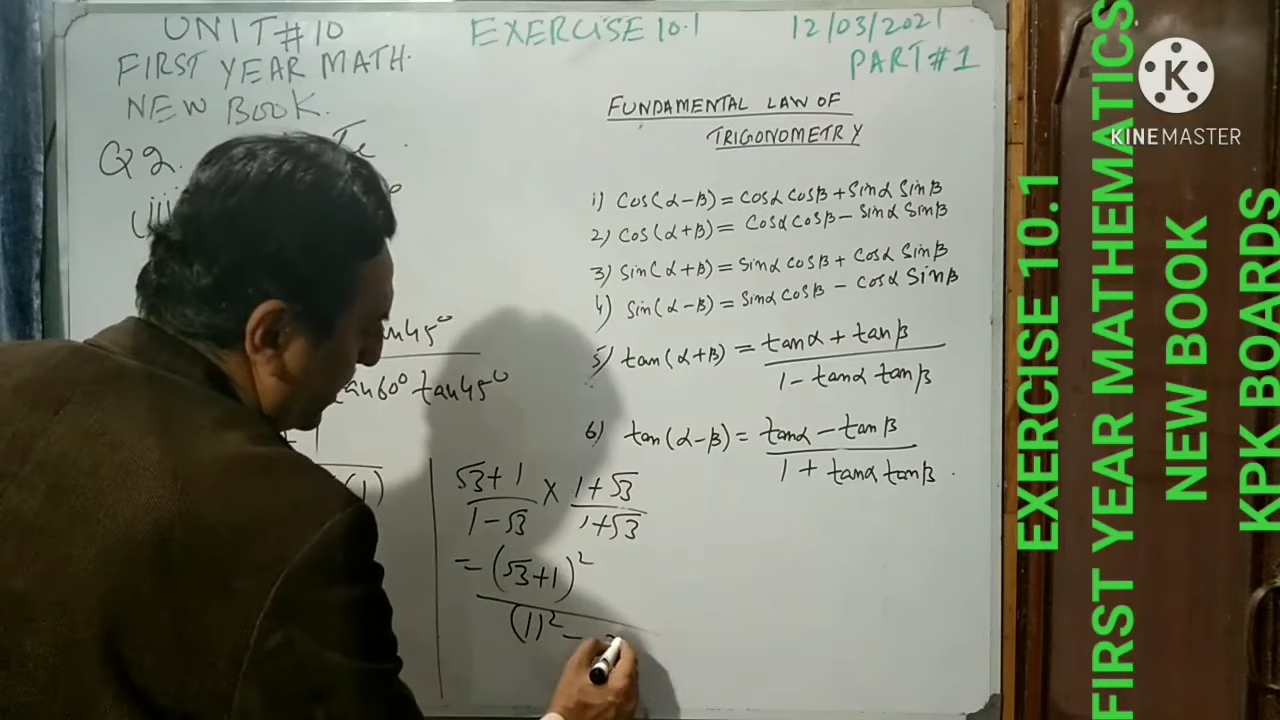 UNIT#10
FIRST YEAR MATH.
NEW BOOK.
EXERCISE 10.1
12/03/2021
PART#1
Q2.
FUNDAMENTAL LAW OF
TRIGONOMETRY
1) Cos(α-β) = Cosα Cosβ + Sinα Sinβ
2) Cos(α+β) = Cosα Cosβ - Sinα Sinβ
3) Sin(α+β) = Sinα Cosβ + Cosα Sinβ
4) Sin(α-β) = Sinα Cosβ - Cosα Sinβ
5) tan(α+β) = tanα + tanβ
1 - tanα tanβ
6) tan(α-β) = tanα - tanβ
1 + tanα tanβ.
45°
tan60° tan45°
(1)
√3+1 × 1+√3
1-√3 1+√3
= (√3+1)²
(1)² -
KINEMASTER
EXERCISE 10.1
FIRST YEAR MATHEMATICS
NEW BOOK
KPK BOARDS